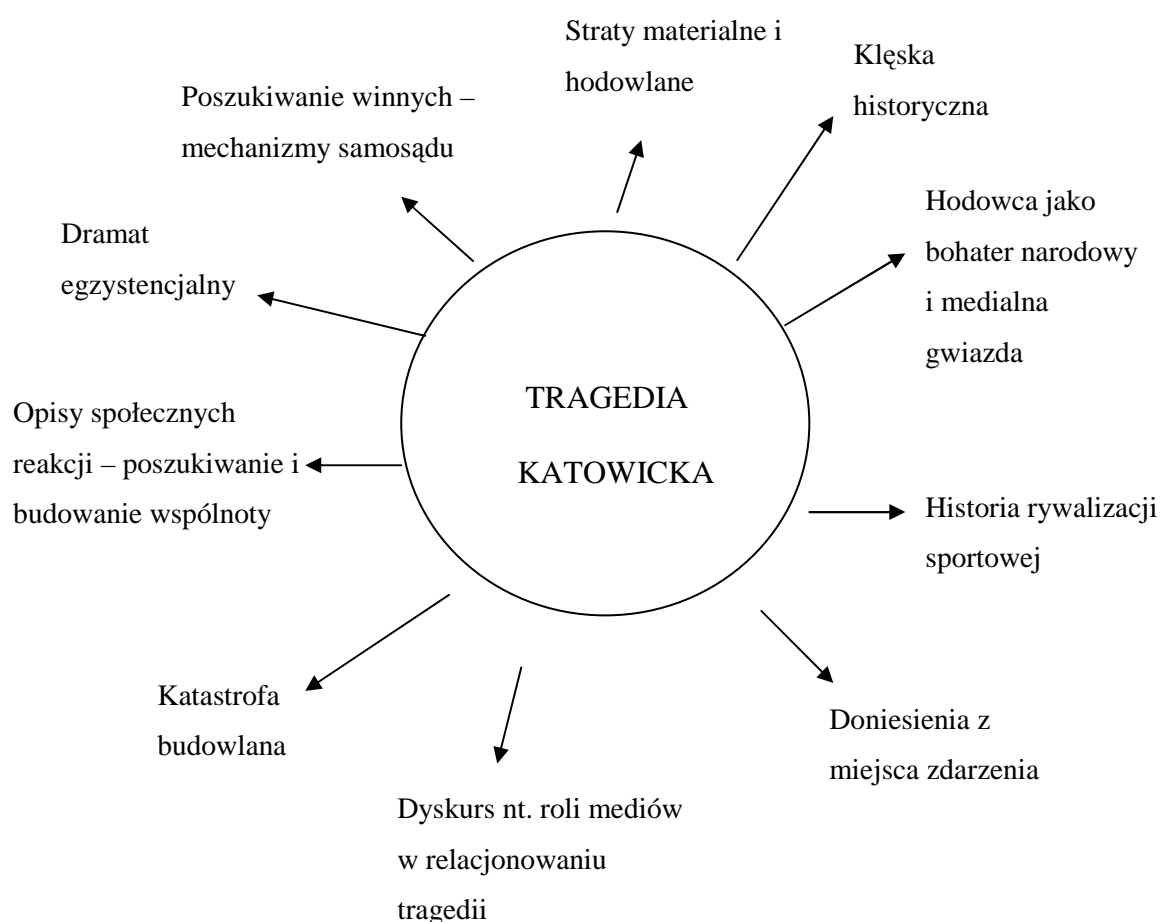 Straty materialne i
hodowlane
Klęska
historyczna
Poszukiwanie winnych –
mechanizmy samosądu
Hodowca jako
bohater narodowy
i medialna
gwiazda
Dramat
egzystencjalny
TRAGEDIA
KATOWICKA
Opisy społecznych
reakcji – poszukiwanie i
budowanie wspólnoty
Historia rywalizacji
sportowej
Katastrofa
budowlana
Doniesienia z
miejsca zdarzenia
Dyskurs nt. roli mediów
w relacjonowaniu
tragedii